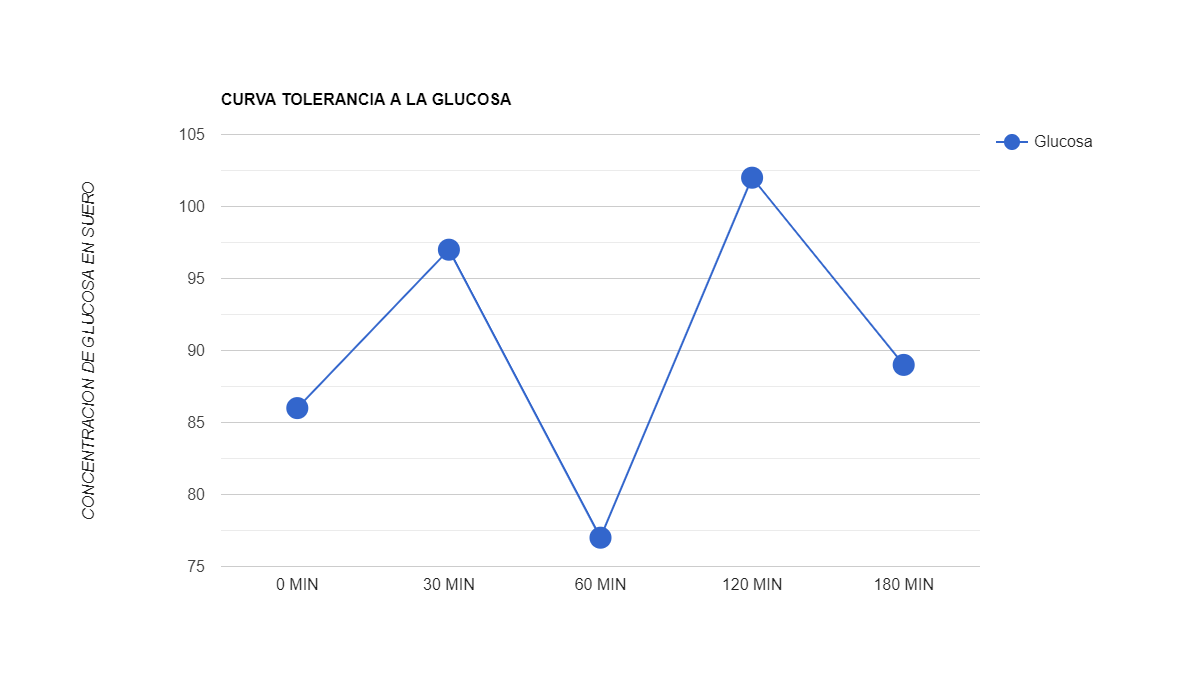 CURVA TOLERANCIA A LA GLUCOSA
CONCENTRACION DE GLUCOSA EN SUERO
105
100
95
90
85
80
75
0 MIN
30 MIN
60 MIN
120 MIN
180 MIN
Glucosa